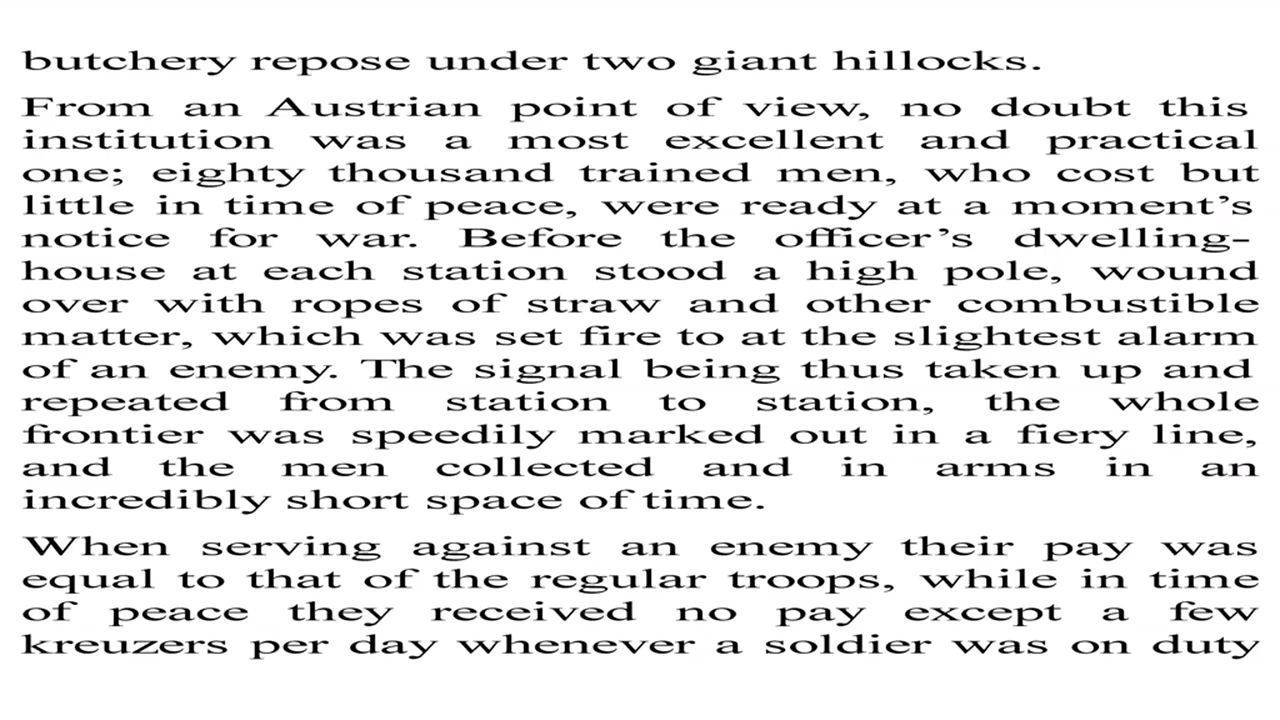 butchery repose under two giant hillocks.
From an Austrian point of view, no doubt this
institution was a most excellent and practical
one; eighty thousand trained men, who cost but
little in time of peace, were ready at a moment’s
notice for war. Before the officer’s dwelling-
house at each station stood a high pole, wound
over with ropes of straw and other combustible
matter, which was set fire to at the slightest alarm
of an enemy. The signal being thus taken up and
repeated from station to station, the whole
frontier was speedily marked out in a fiery line,
and the men collected and in arms in an
incredibly short space of time.
When serving against an enemy their pay was
equal to that of the regular troops, while in time
of peace they received no pay except a few
kreuzers per day whenever a soldier was on duty